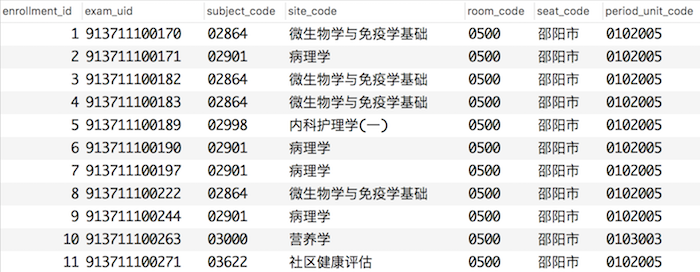 enrollment_id exam_uid subject_code site_code room_code seat_code period_unit_code
1 913711100170 02864 微生物学与免疫学基础 0500 邵阳市 0102005
2 913711100171 02901 病理学 0500 邵阳市 0102005
3 913711100182 02864 微生物学与免疫学基础 0500 邵阳市 0102005
4 913711100183 02864 微生物学与免疫学基础 0500 邵阳市 0102005
5 913711100189 02998 内科护理学(一) 0500 邵阳市 0102005
6 913711100190 02901 病理学 0500 邵阳市 0102005
7 913711100197 02901 病理学 0500 邵阳市 0102005
8 913711100222 02864 微生物学与免疫学基础 0500 邵阳市 0102005
9 913711100244 02901 病理学 0500 邵阳市 0102005
10 913711100263 03000 营养学 0500 邵阳市 0103003
11 913711100271 03622 社区健康评估 0500 邵阳市 0102005